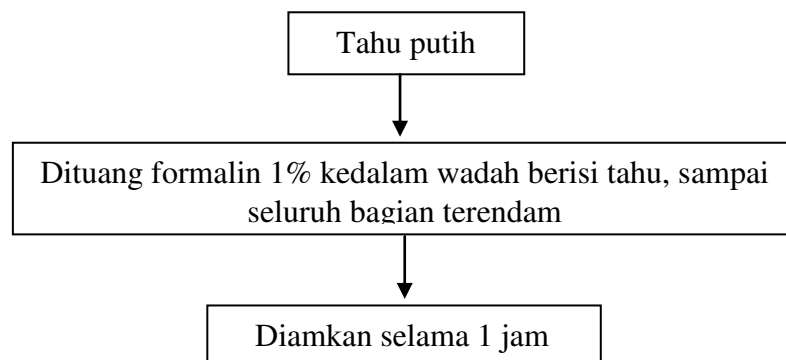 Tahu putih
Dituang formalin 1% kedalam wadah berisi tahu, sampai
seluruh bagian terendam
Diamkan selama 1 jam